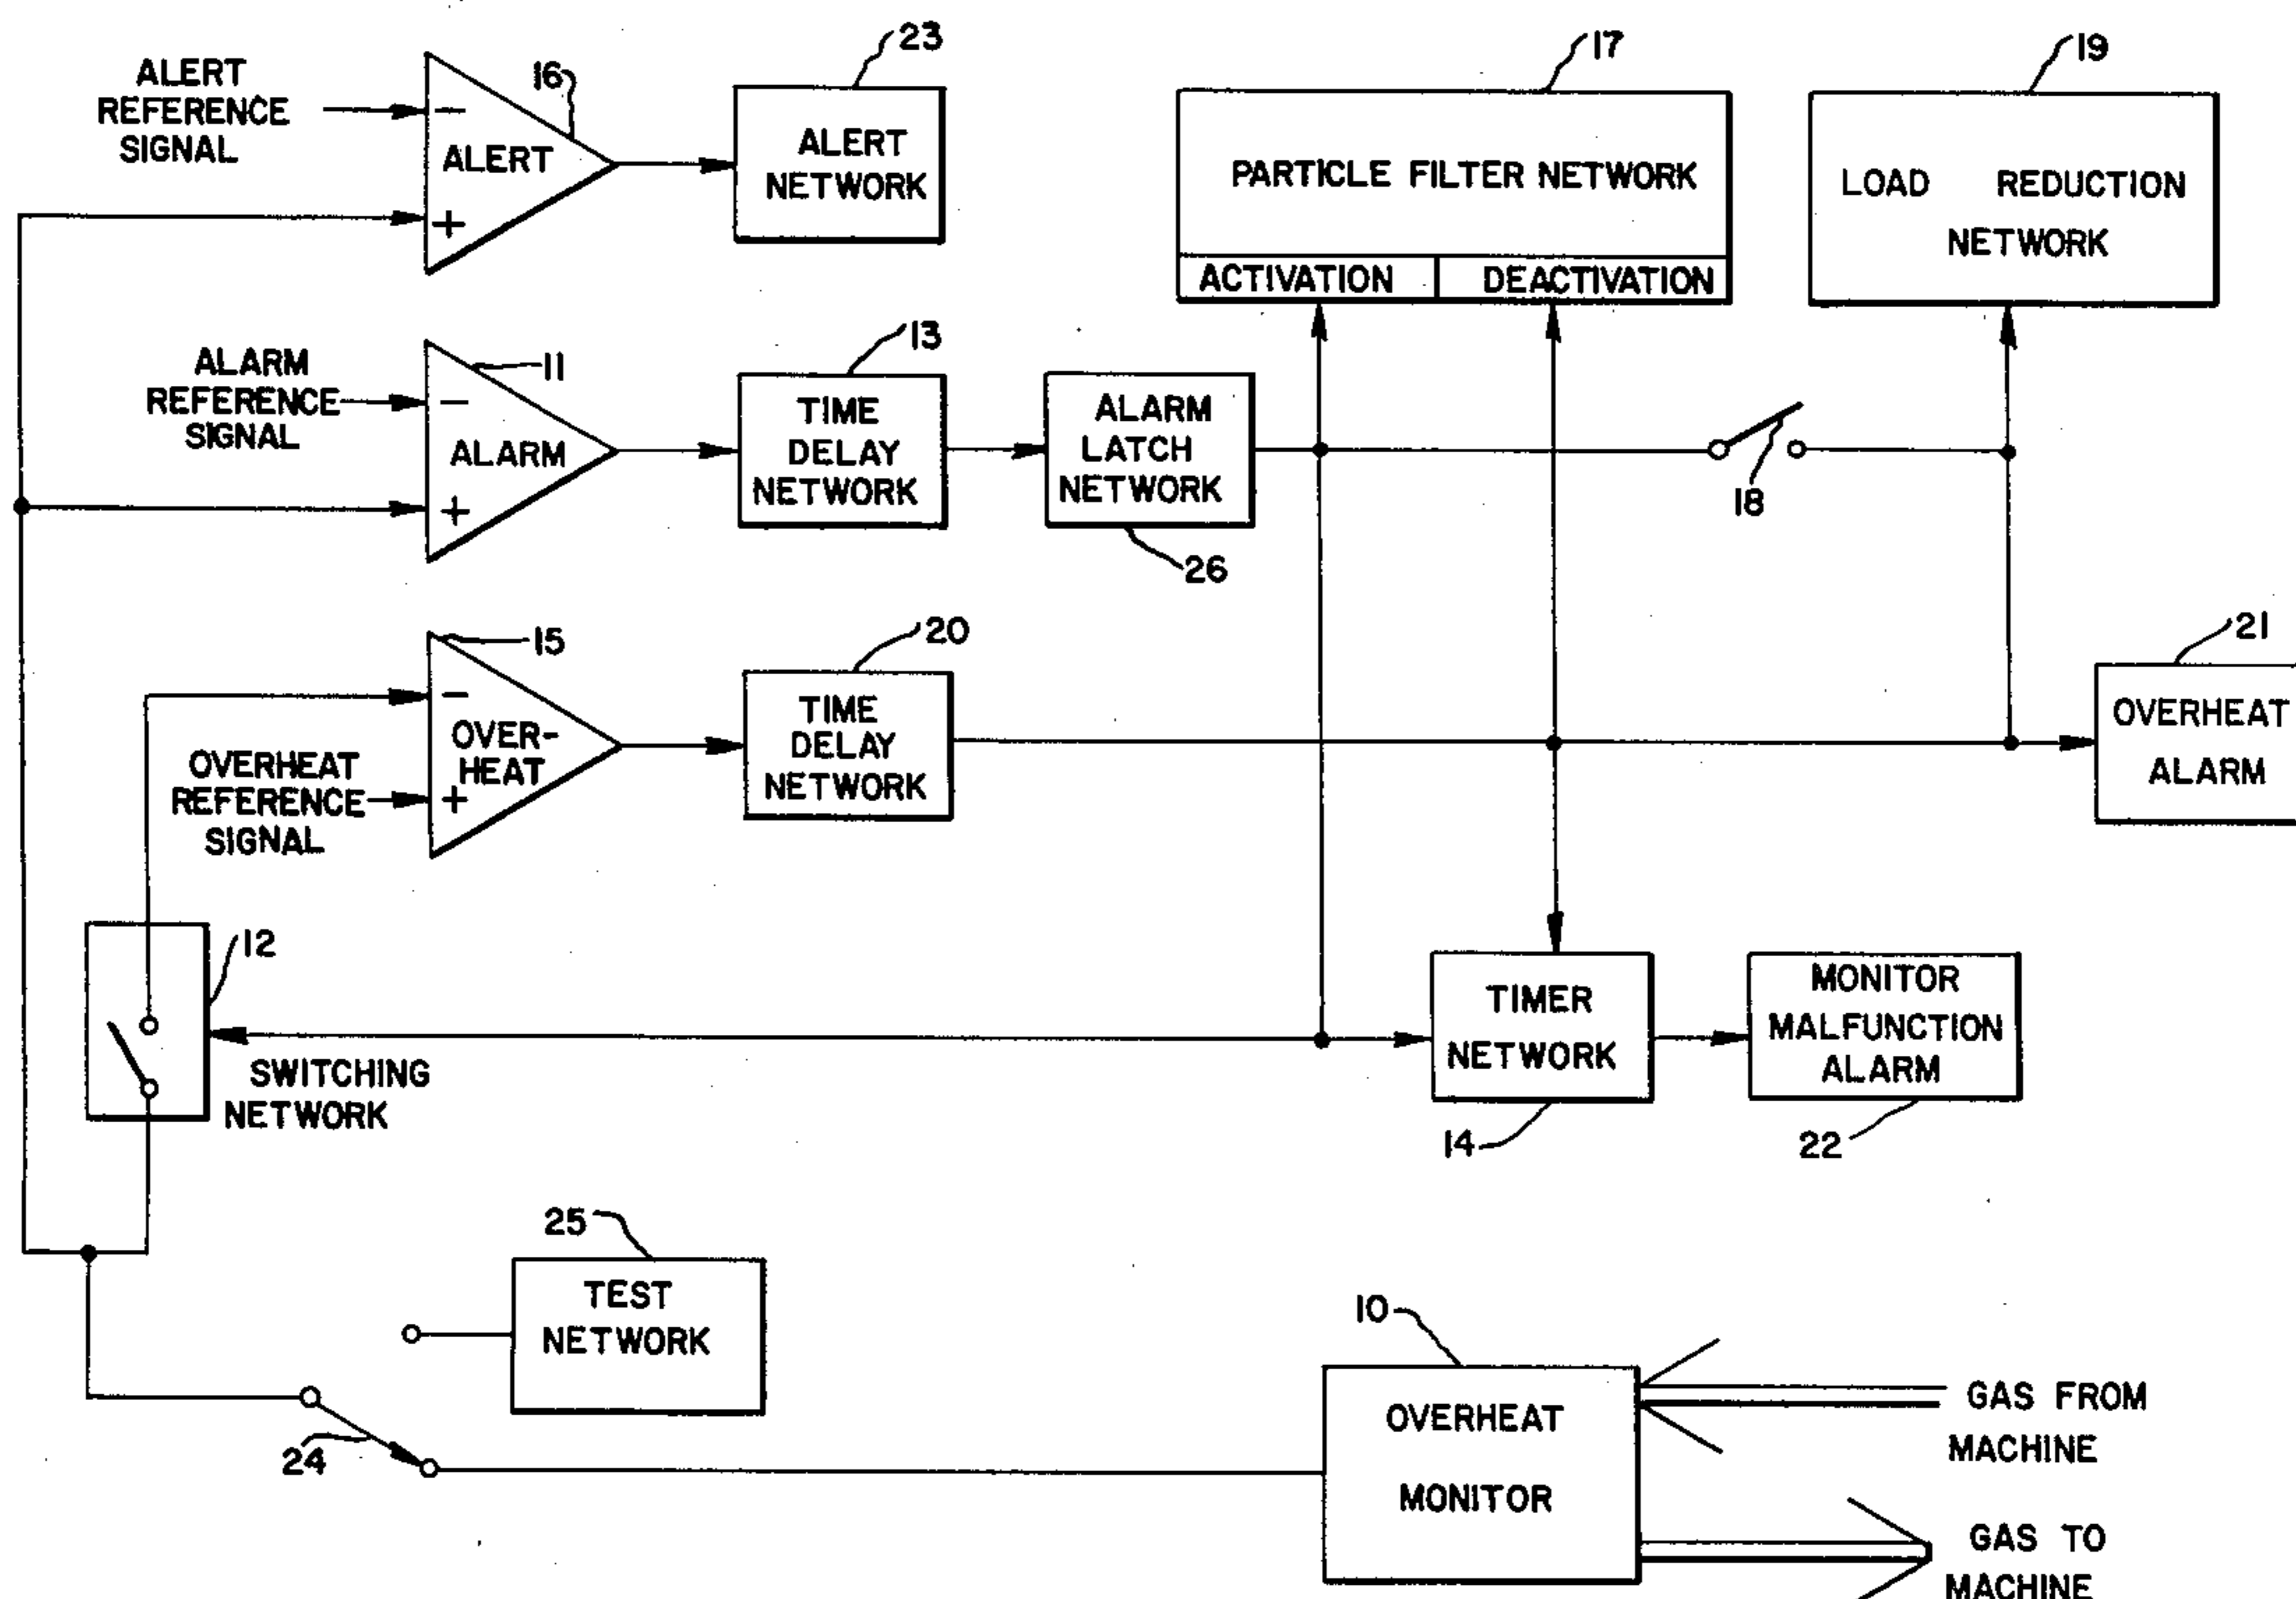 23
17
19
ALERT
REFERENCE
SIGNAL
16
-
ALERT
+
ALERT
NETWORK
PARTICLE FILTER NETWORK
ACTIVATION
DEACTIVATION
LOAD REDUCTION
NETWORK
ALARM
REFERENCE
SIGNAL
11
-
ALARM
+
13
TIME
DELAY
NETWORK
ALARM
LATCH
NETWORK
26
18
15
-
OVER-
HEAT
+
OVERHEAT
REFERENCE
SIGNAL
20
TIME
DELAY
NETWORK
21
OVERHEAT
ALARM
12
SWITCHING
NETWORK
TIMER
NETWORK
14
MONITOR
MALFUNCTION
ALARM
22
25
TEST
NETWORK
24
10
OVERHEAT
MONITOR
GAS FROM
MACHINE
GAS TO
MACHINE